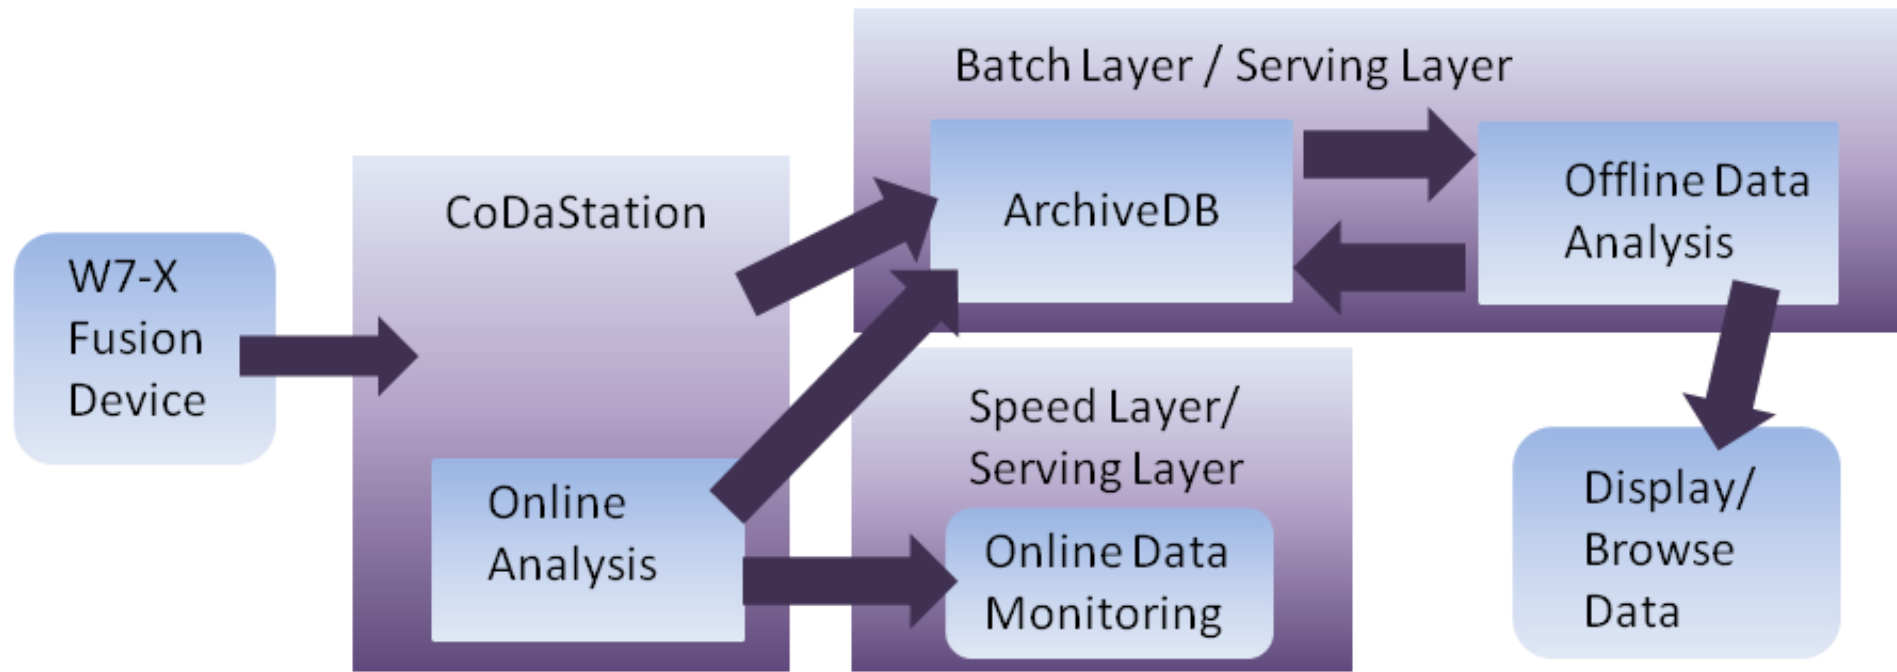 Batch Layer / Serving Layer
CoDaStation
ArchiveDB
Offline Data
Analysis
W7-X
Fusion
Device
Speed Layer/
Serving Layer
Online
Analysis
Online Data
Monitoring
Display/
Browse
Data